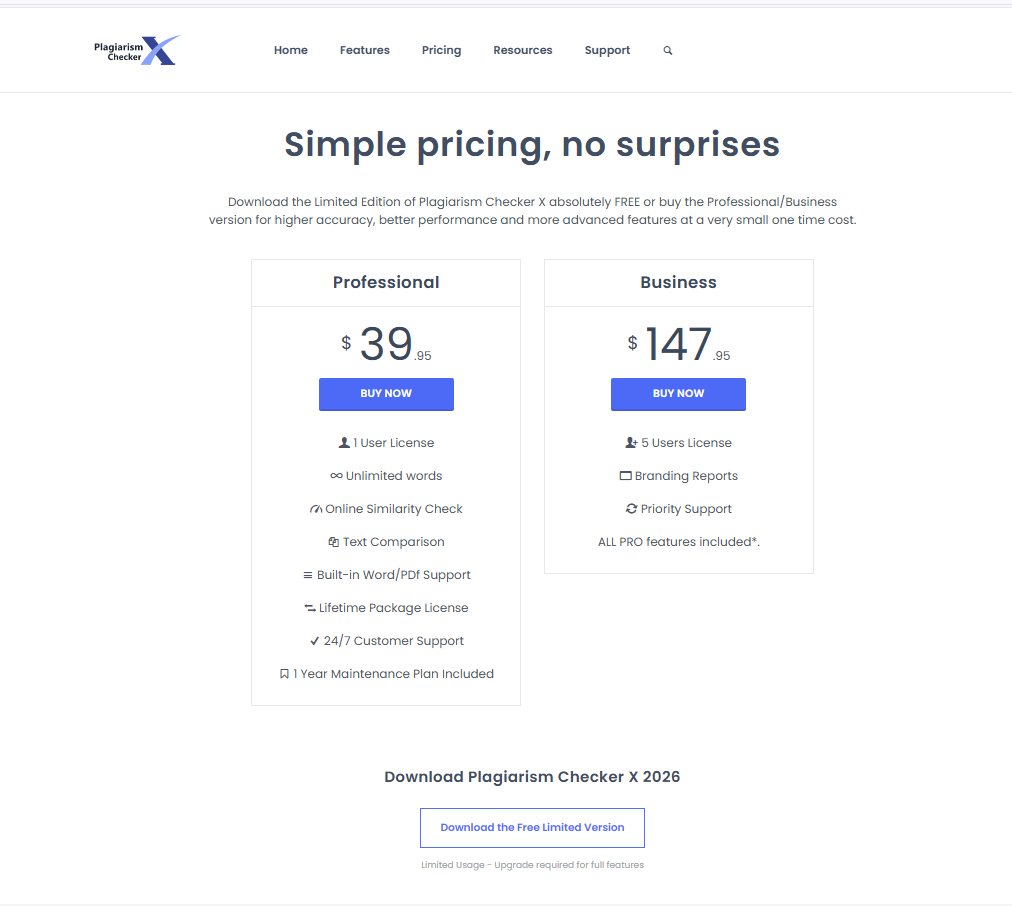 Plagiarism
Checker X
Home Features Pricing Resources Support
Simple pricing, no surprises
Download the Limited Edition of Plagiarism Checker X absolutely FREE or buy the Professional/Business
version for higher accuracy, better performance and more advanced features at a very small one time cost.
Professional
$ 39.95
BUY NOW
1 User License
Unlimited words
Online Similarity Check
Text Comparison
Built-in Word/PDf Support
Lifetime Package License
24/7 Customer Support
1 Year Maintenance Plan Included
Business
$ 147.95
BUY NOW
5 Users License
Branding Reports
Priority Support
ALL PRO features included*.
Download Plagiarism Checker X 2026
Download the Free Limited Version
Limited Usage - Upgrade required for full features